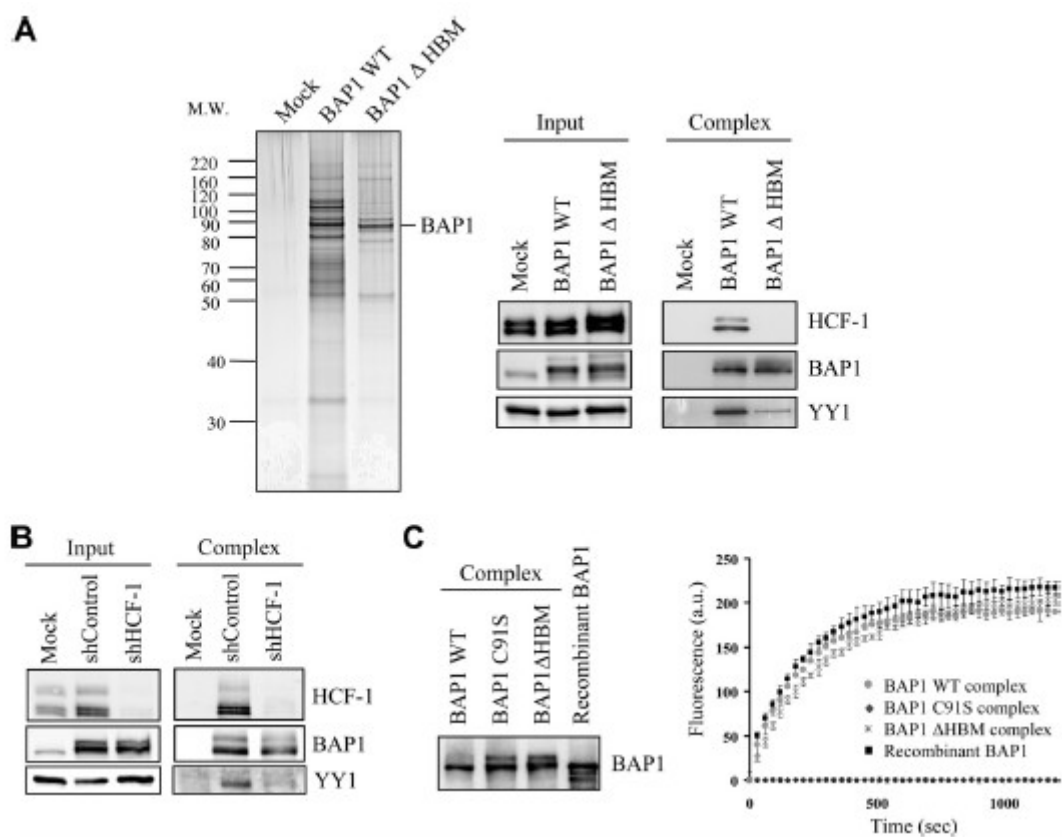 A
M.W.
Mock
BAP1 WT
BAP1 Δ HBM
220
160
120
100
90
80
70
60
50
40
30
BAP1
Input
Complex
Mock
BAP1 WT
BAP1 Δ HBM
Mock
BAP1 WT
BAP1 Δ HBM
HCF-1
BAP1
YY1
B
Input
Complex
Mock
shControl
shHCF-1
Mock
shControl
shHCF-1
HCF-1
BAP1
YY1
C
Complex
BAP1 WT
BAP1 C91S
BAP1ΔHBM
Recombinant BAP1
BAP1
Fluorescence (a.u.)
250
200
150
100
50
0
BAP1 WT complex
BAP1 C91S complex
BAP1 ΔHBM complex
Recombinant BAP1
0
500
1000
Time (sec)